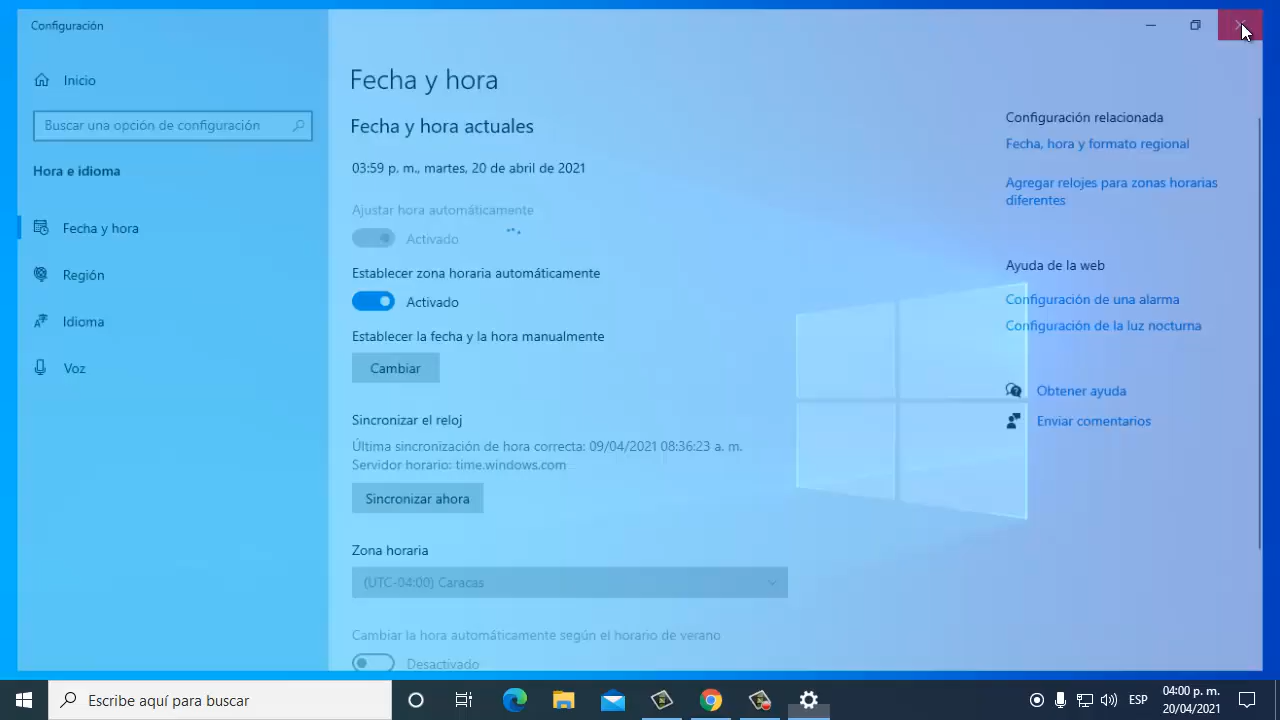 Configuración
Inicio
Buscar una opción de configuración
Hora e idioma
Fecha y hora
Región
Idioma
Voz
Fecha y hora
Fecha y hora actuales
03:59 p. m., martes, 20 de abril de 2021
Ajustar hora automáticamente
Activado
Establecer zona horaria automáticamente
Activado
Establecer la fecha y la hora manualmente
Cambiar
Sincronizar el reloj
Última sincronización de hora correcta: 09/04/2021 08:36:23 a. m.
Servidor horario: time.windows.com
Sincronizar ahora
Zona horaria
(UTC-04:00) Caracas
Cambiar la hora automáticamente según el horario de verano
Desactivado
Configuración relacionada
Fecha, hora y formato regional
Agregar relojes para zonas horarias
diferentes
Ayuda de la web
Configuración de una alarma
Configuración de la luz nocturna
Obtener ayuda
Enviar comentarios
Escribe aquí para buscar
ESP
04:00 p. m.
20/04/2021